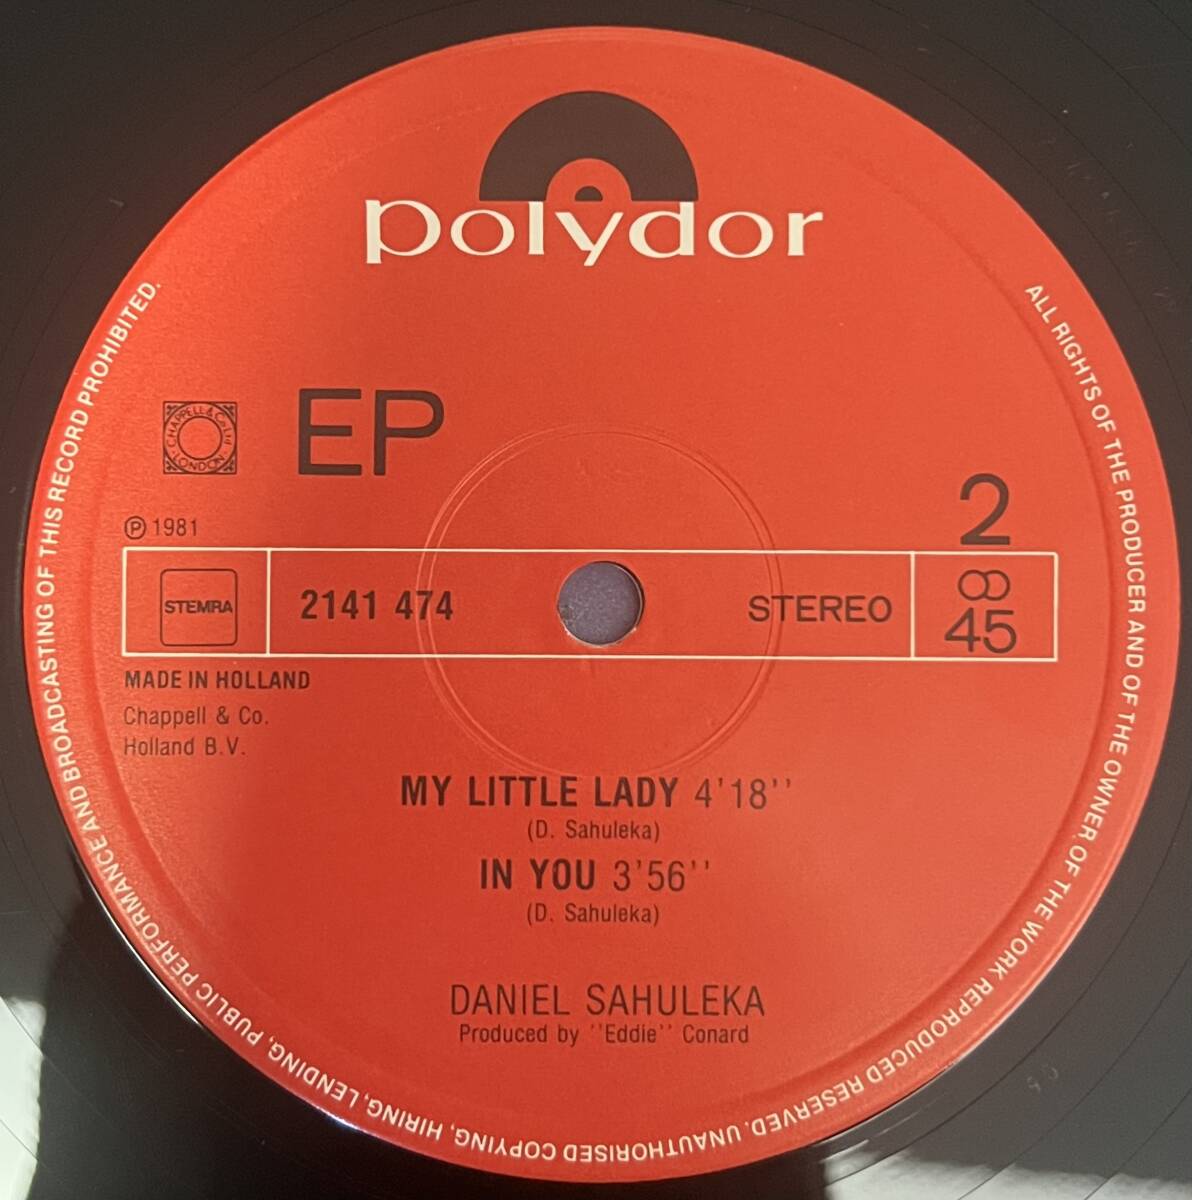 polydor
EP
CHAPPELL & Co Ltd · LONDON ·
℗ 1981
2
STEMRA
2141 474
STEREO
8
45
MADE IN HOLLAND
Chappell & Co.
Holland B.V.
MY LITTLE LADY 4'18''
(D. Sahuleka)
IN YOU 3'56''
(D. Sahuleka)
DANIEL SAHULEKA
Produced by ''Eddie'' Conard
ALL RIGHTS OF THE PRODUCER AND OF THE OWNER OF THE WORK REPRODUCED RESERVED. UNAUTHORISED COPYING, HIRING, LENDING, PUBLIC PERFORMANCE AND BROADCASTING OF THIS RECORD PROHIBITED.